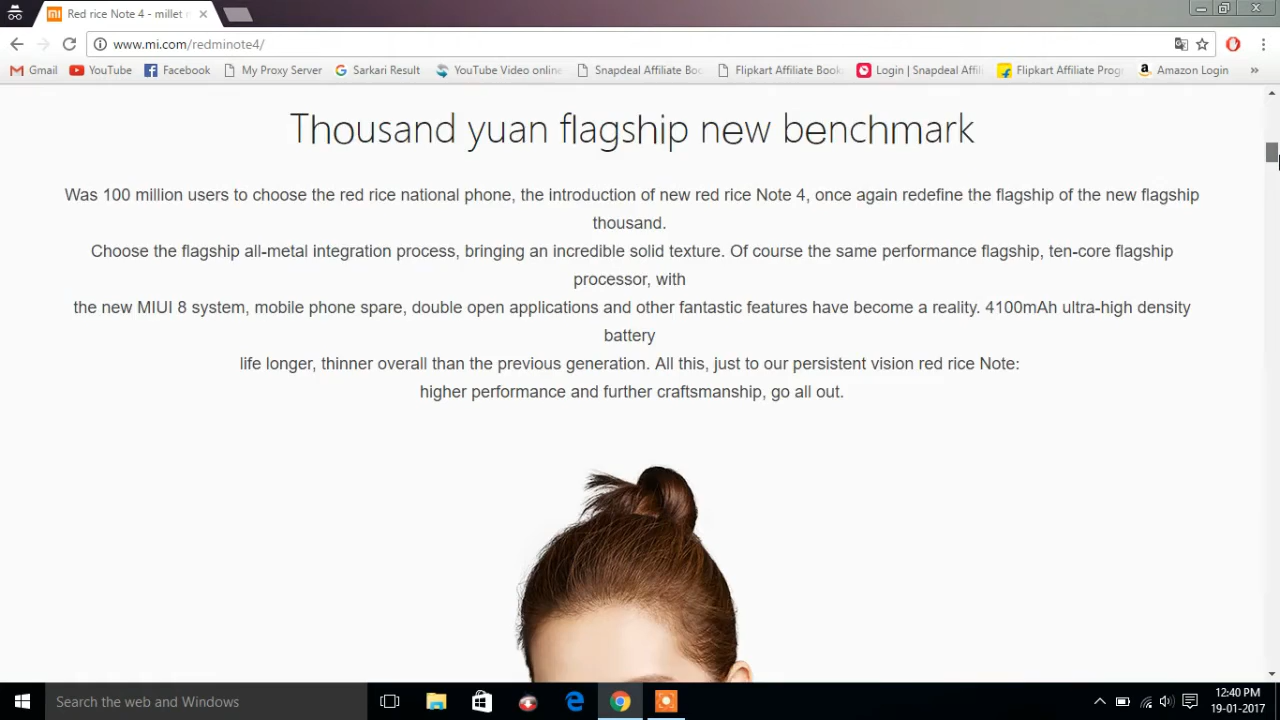 Red rice Note 4 - millet
www.mi.com/redminote4/
Gmail YouTube Facebook My Proxy Server Sarkari Result YouTube Video online Snapdeal Affiliate Boo Flipkart Affiliate Book Login | Snapdeal Affili Flipkart Affiliate Prog Amazon Login »
Thousand yuan flagship new benchmark
Was 100 million users to choose the red rice national phone, the introduction of new red rice Note 4, once again redefine the flagship of the new flagship
thousand.
Choose the flagship all-metal integration process, bringing an incredible solid texture. Of course the same performance flagship, ten-core flagship
processor, with
the new MIUI 8 system, mobile phone spare, double open applications and other fantastic features have become a reality. 4100mAh ultra-high density
battery
life longer, thinner overall than the previous generation. All this, just to our persistent vision red rice Note:
higher performance and further craftsmanship, go all out.
Search the web and Windows
12:40 PM
19-01-2017